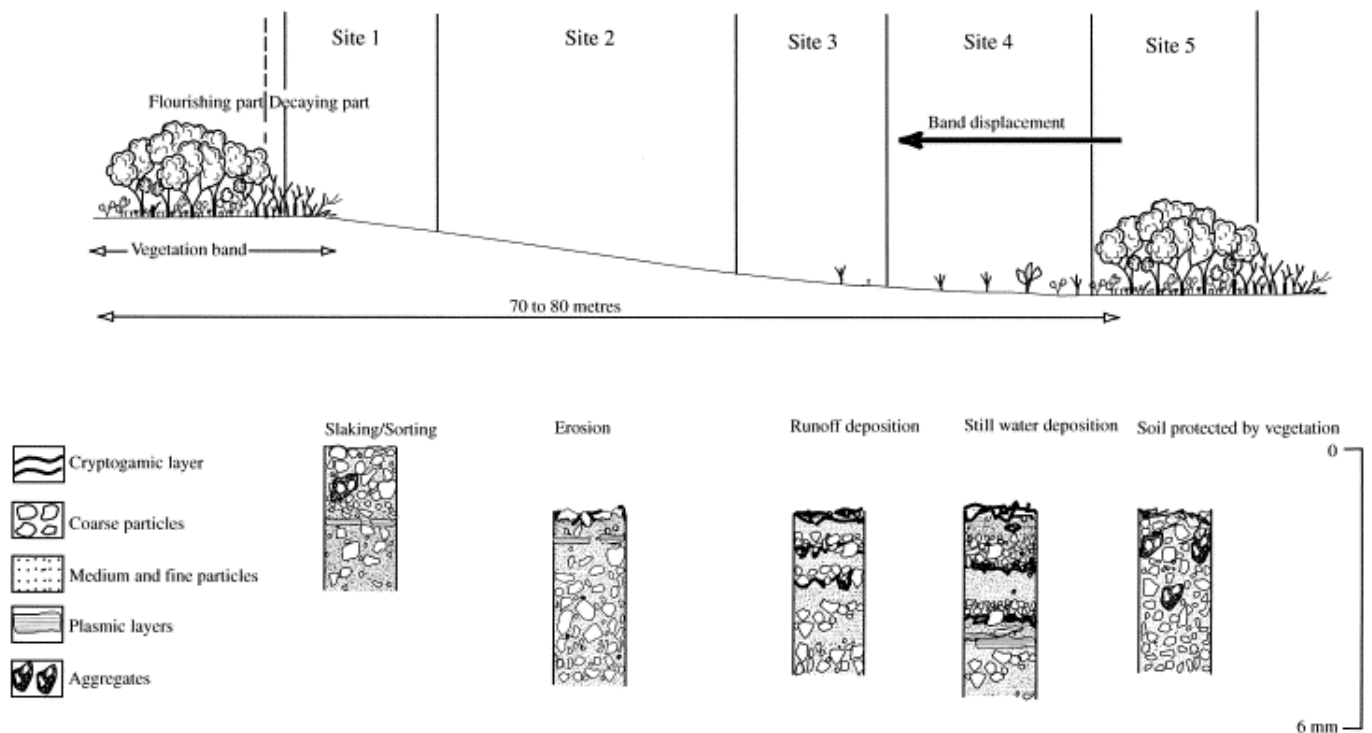 Site 1
Site 2
Site 3
Site 4
Site 5
Flourishing part
Decaying part
Band displacement
Vegetation band
70 to 80 metres
Slaking/Sorting
Erosion
Runoff deposition
Still water deposition
Soil protected by vegetation
Cryptogamic layer
Coarse particles
Medium and fine particles
Plasmic layers
Aggregates
0
6 mm